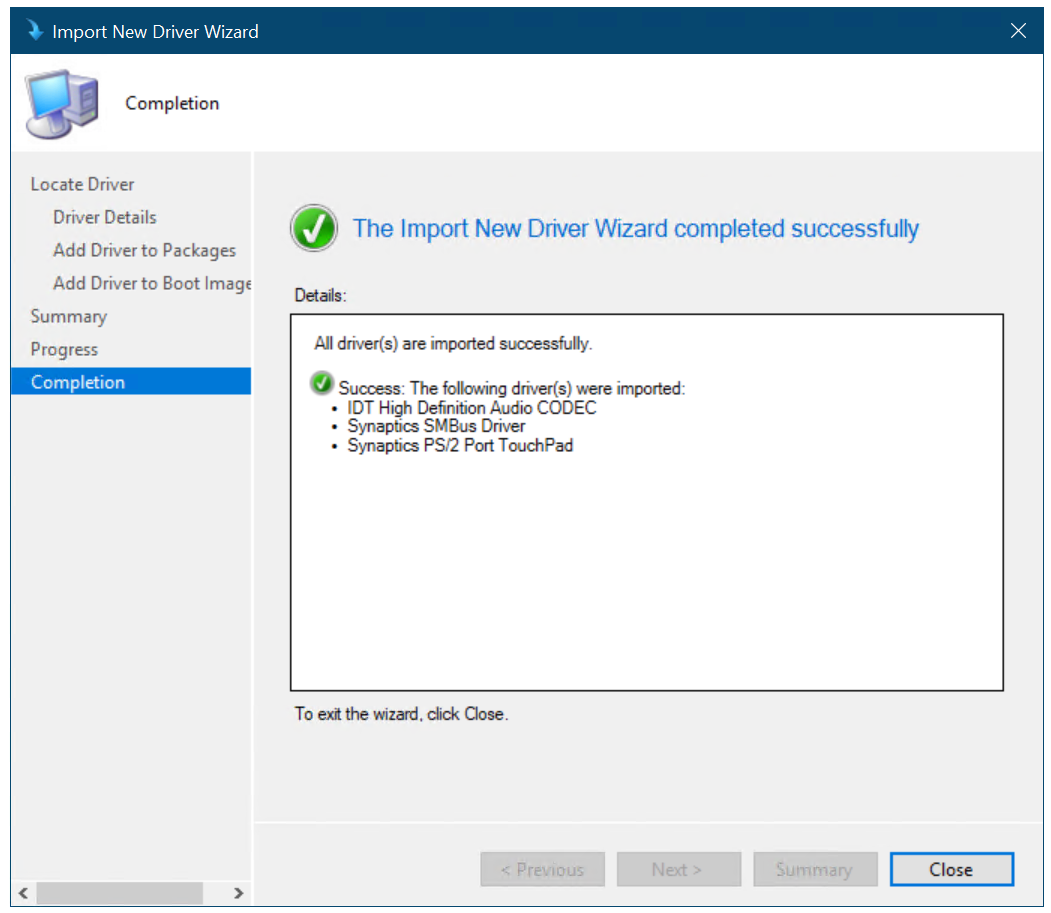 Import New Driver Wizard
Completion
Locate Driver
Driver Details
Add Driver to Packages
Add Driver to Boot Image
Summary
Progress
Completion
The Import New Driver Wizard completed successfully
Details:
All driver(s) are imported successfully.
Success: The following driver(s) were imported:
• IDT High Definition Audio CODEC
• Synaptics SMBus Driver
• Synaptics PS/2 Port TouchPad
To exit the wizard, click Close.
< Previous
Next >
Summary
Close